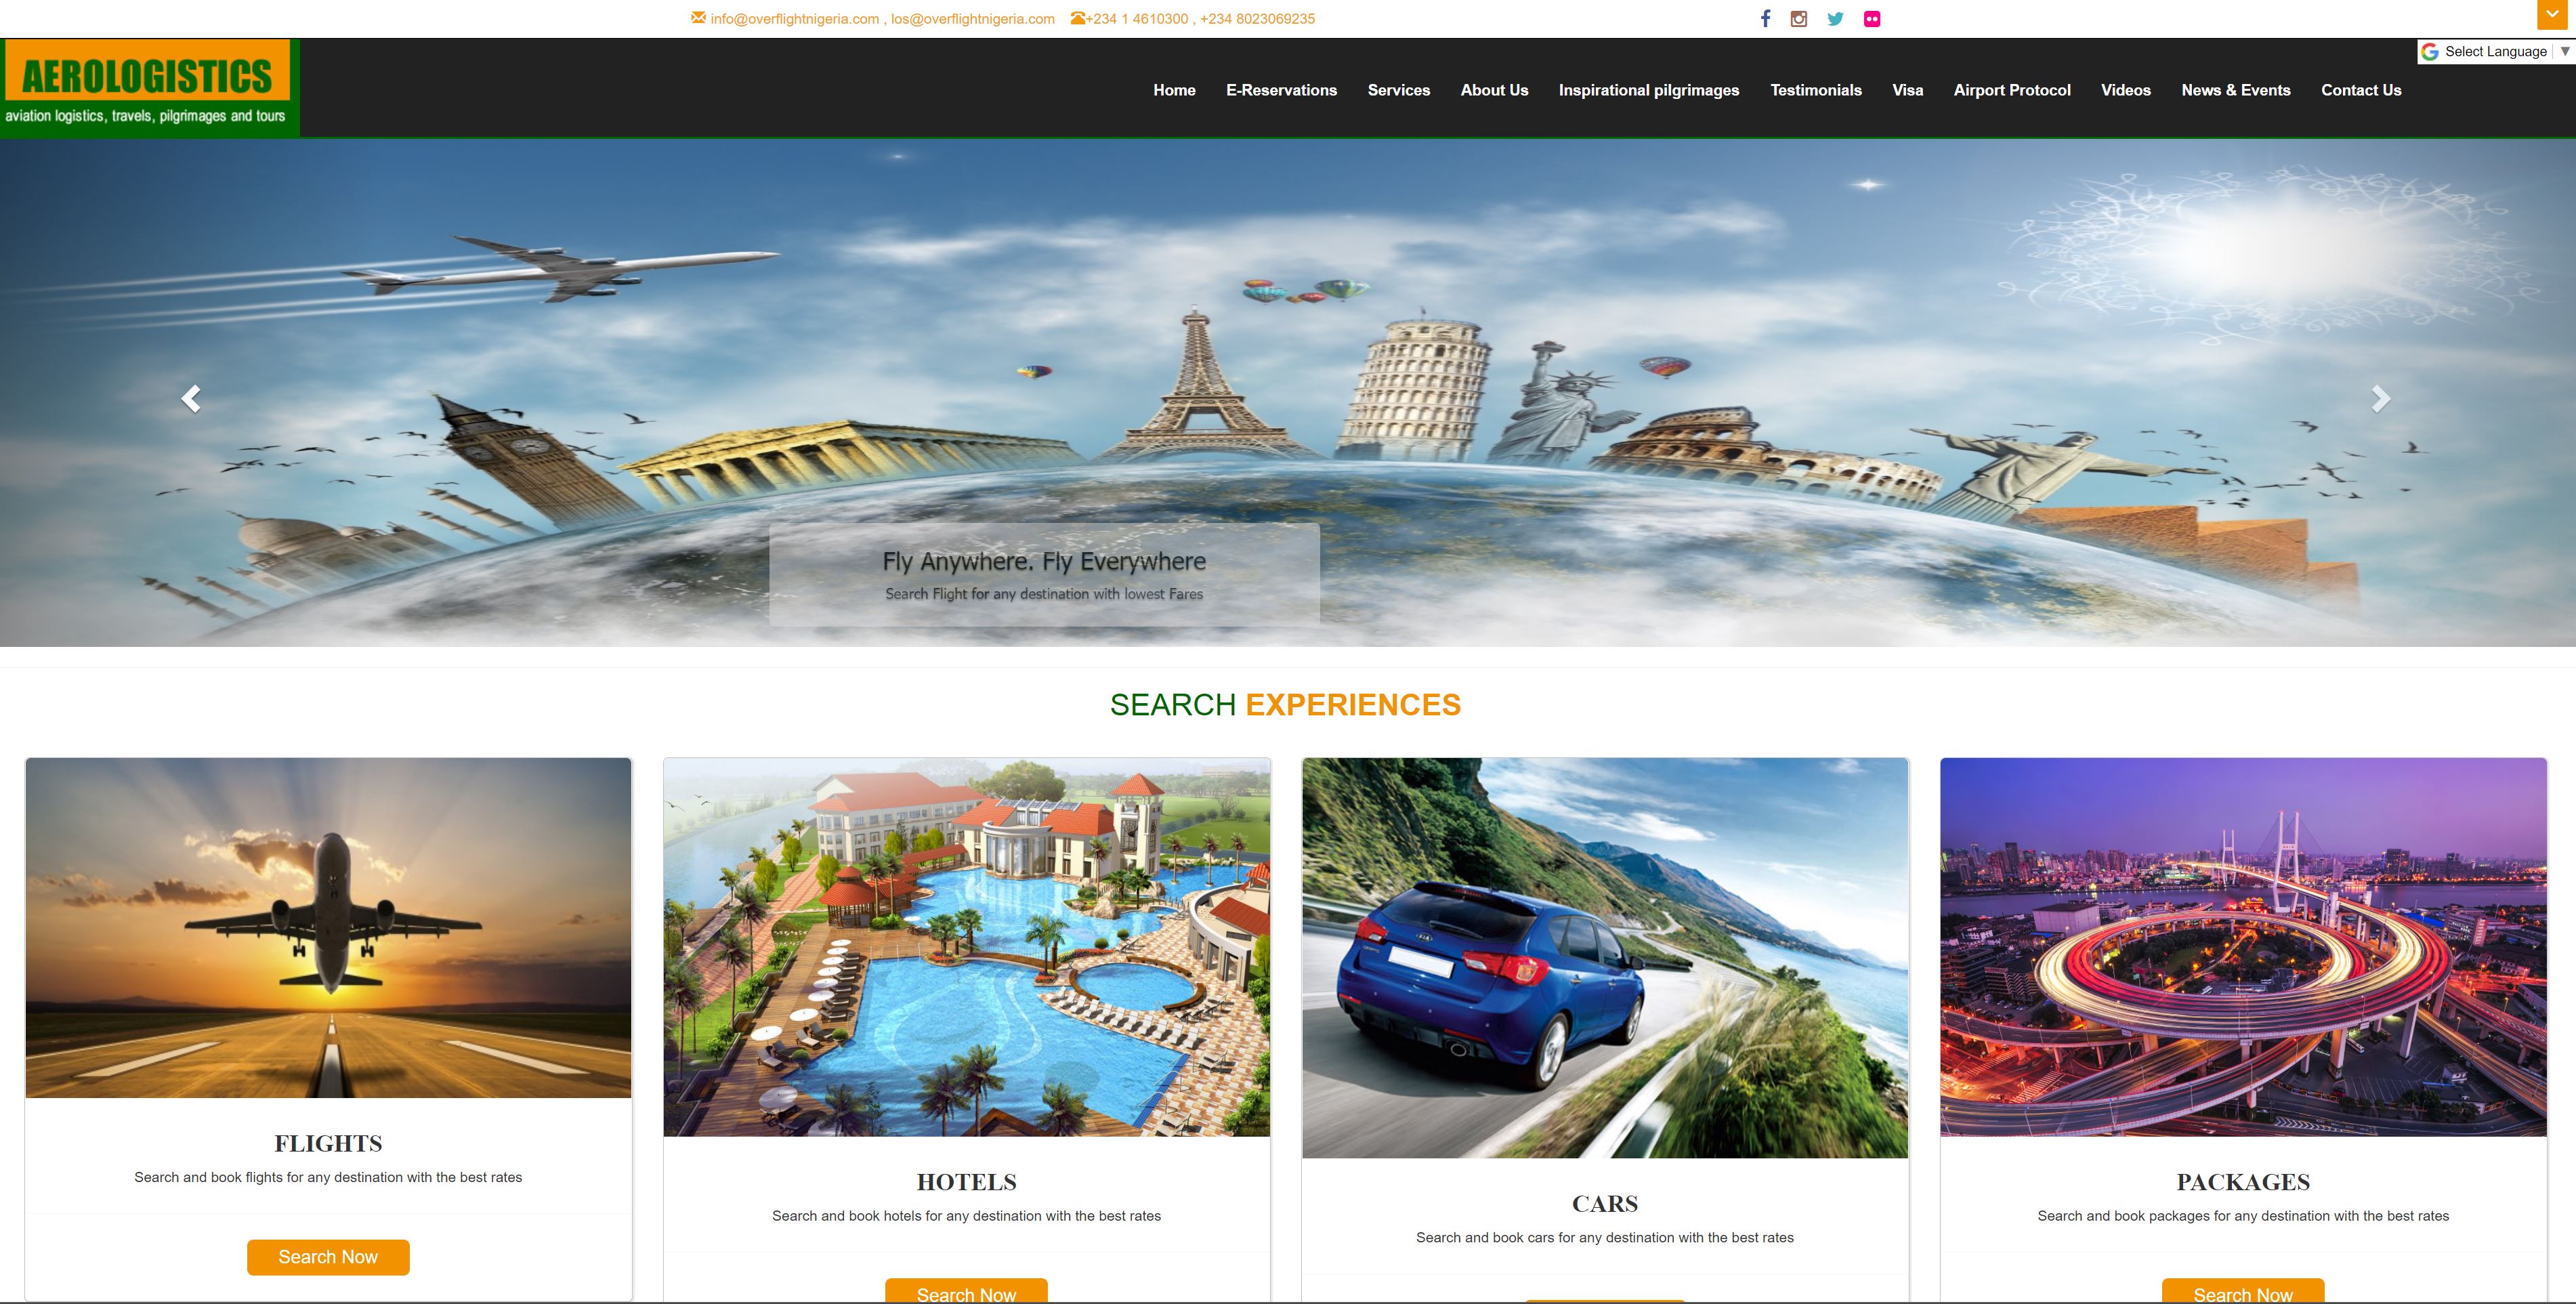 info@overflightnigeria.com , los@overflightnigeria.com +234 1 4610300 , +234 8023069235
Select Language ▼
AEROLOGISTICS
aviation logistics, travels, pilgrimages and tours
Home E-Reservations Services About Us Inspirational pilgrimages Testimonials Visa Airport Protocol Videos News & Events Contact Us
Fly Anywhere. Fly Everywhere
Search Flight for any destination with lowest Fares
SEARCH EXPERIENCES
FLIGHTS
Search and book flights for any destination with the best rates
Search Now
HOTELS
Search and book hotels for any destination with the best rates
Search Now
CARS
Search and book cars for any destination with the best rates
PACKAGES
Search and book packages for any destination with the best rates
Search Now